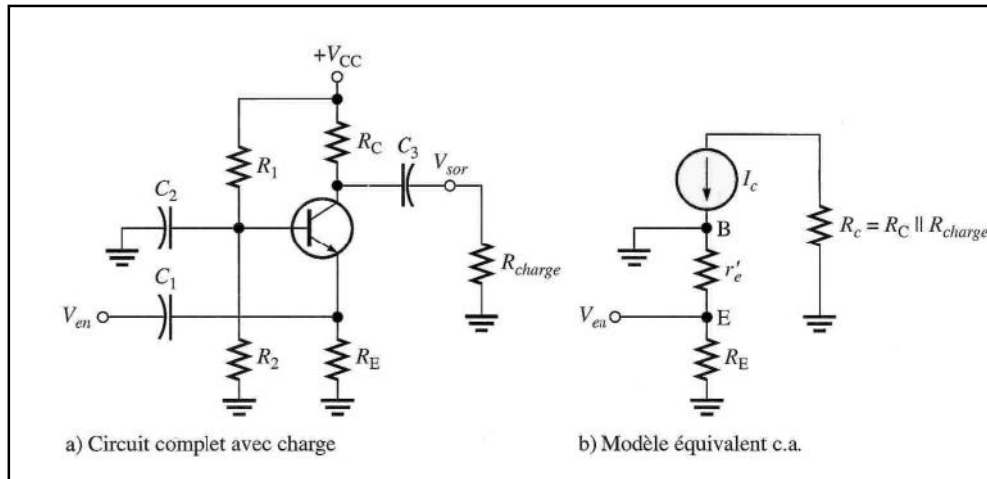 +V_CC
R_C
C_3
V_sor
R_1
C_2
I_c
B
R_c = R_C || R_charge
R_charge
r'_e
C_1
V_en
E
V_en
R_2
R_E
R_E
a) Circuit complet avec charge
b) Modèle équivalent c.a.